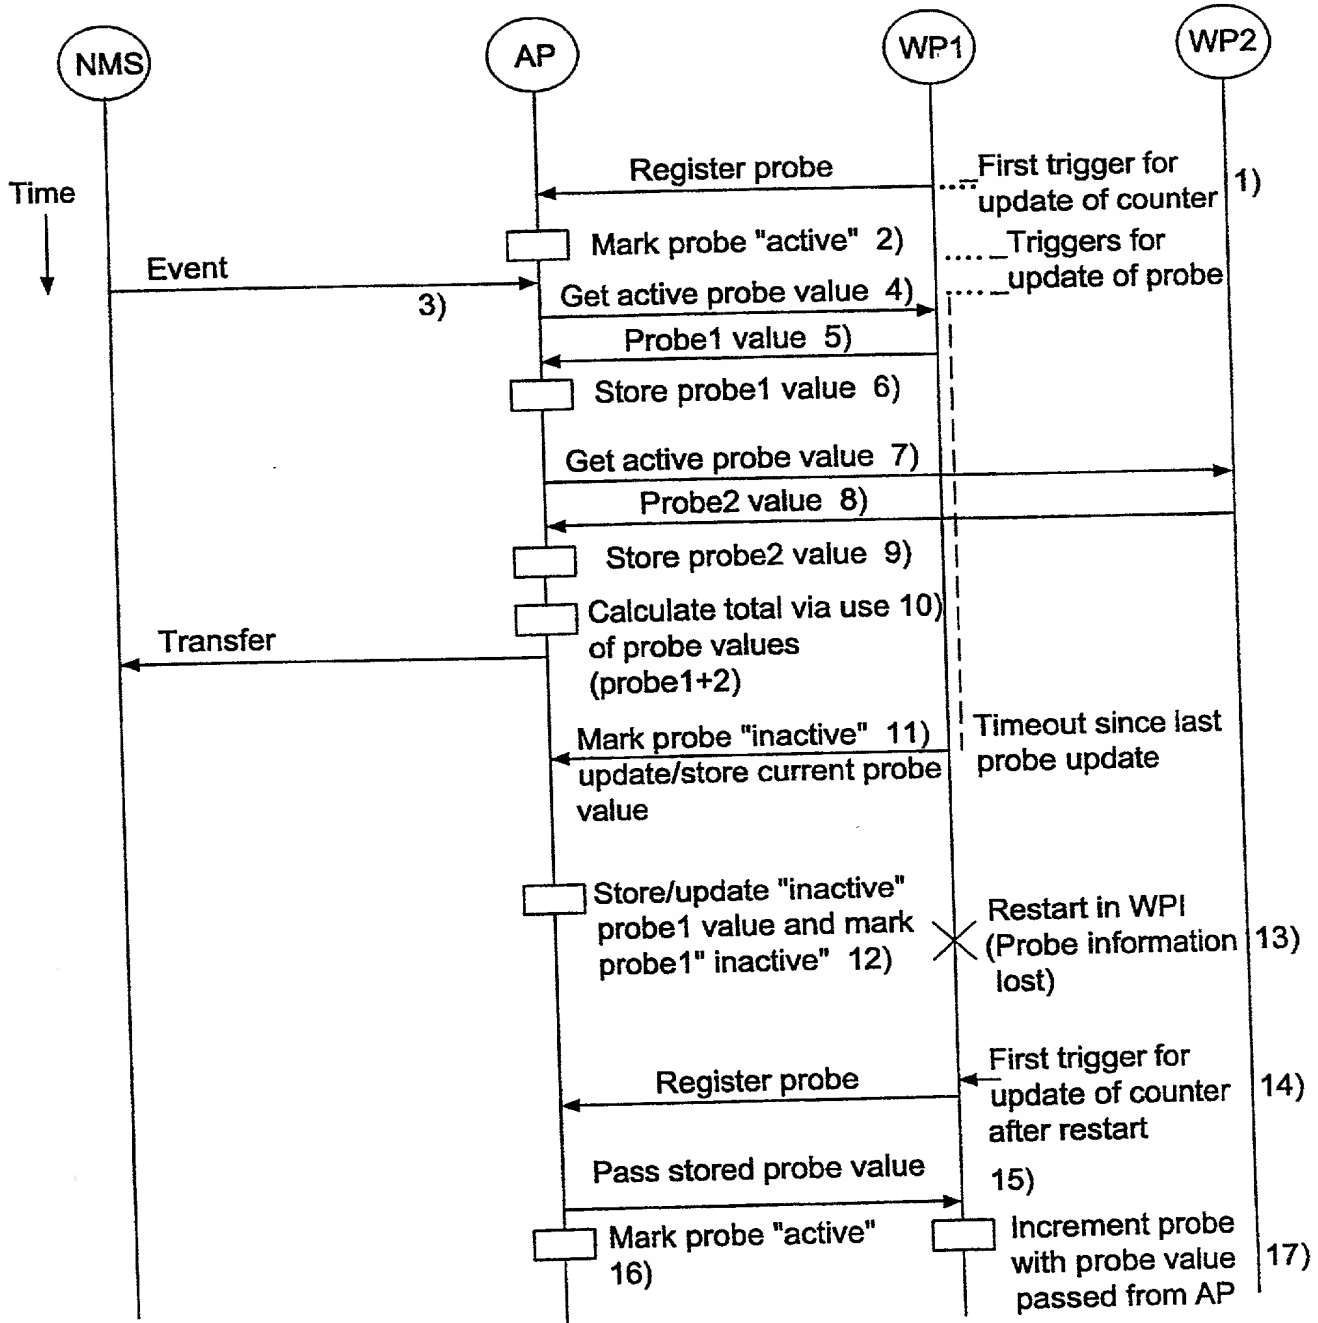 NMS
AP
WP1
WP2
Time
Register probe
First trigger for
update of counter
1)
Mark probe "active" 2)
Triggers for
update of probe
Event
3)
Get active probe value 4)
Probe1 value 5)
Store probe1 value 6)
Get active probe value 7)
Probe2 value 8)
Store probe2 value 9)
Calculate total via use 10)
of probe values
(probe1+2)
Transfer
Mark probe "inactive" 11)
update/store current probe
value
Timeout since last
probe update
Store/update "inactive"
probe1 value and mark
probe1" inactive" 12)
Restart in WPI
(Probe information
lost)
13)
Register probe
First trigger for
update of counter
after restart
14)
Pass stored probe value
15)
Mark probe "active"
16)
Increment probe
with probe value
passed from AP
17)